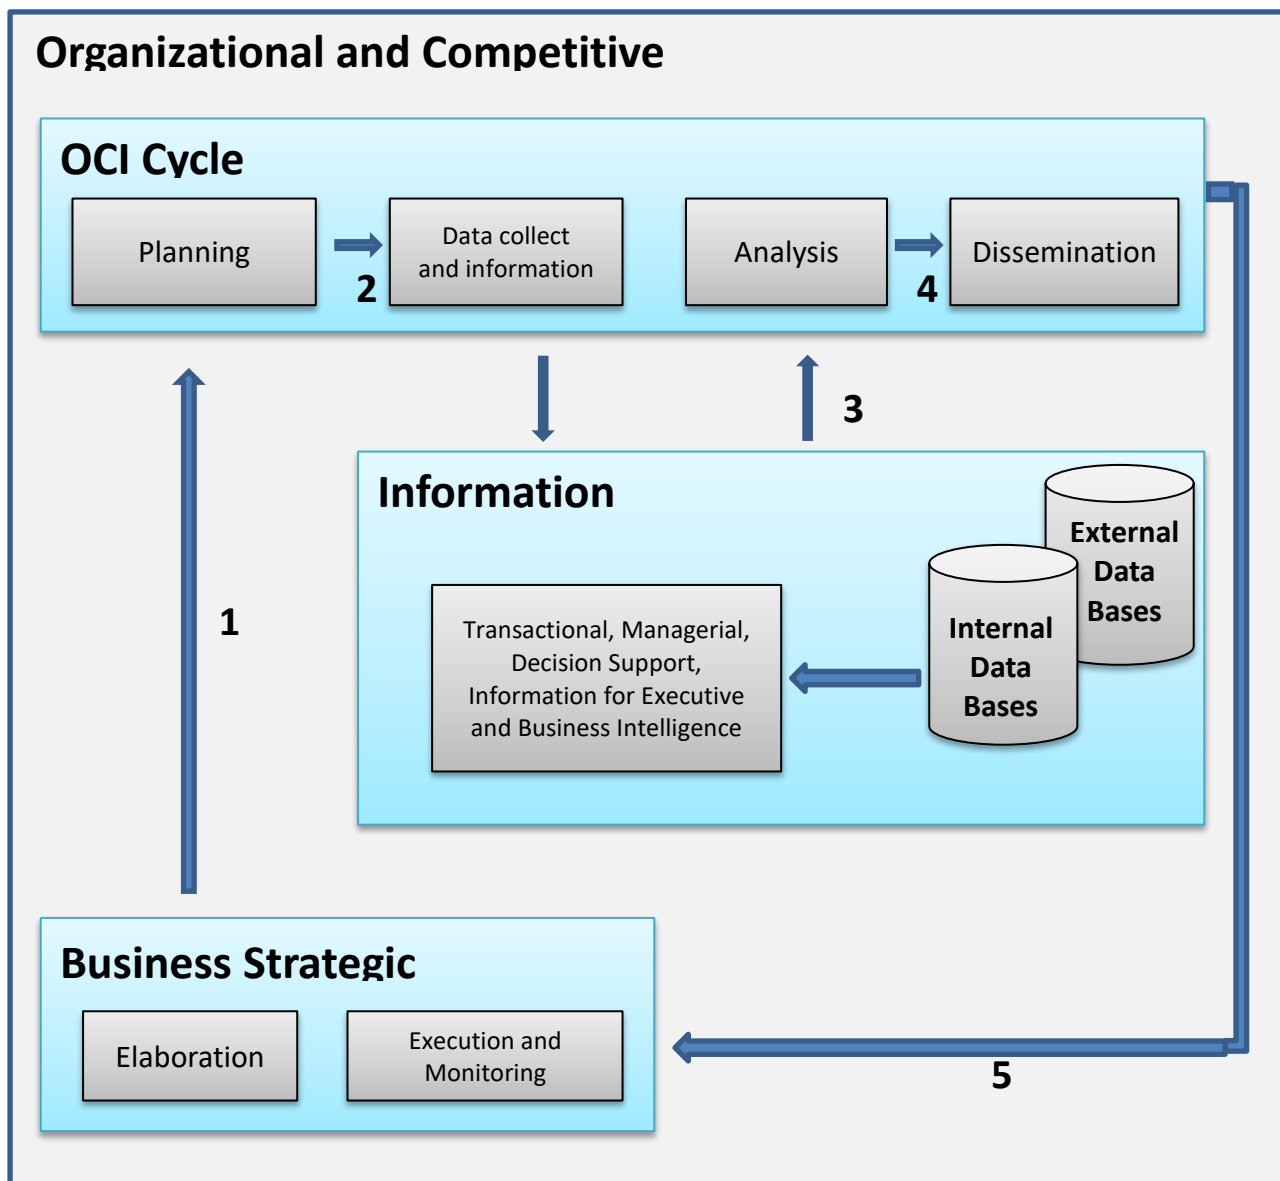 Organizational and Competitive
OCI Cycle
Planning
2
Data collect
and information
Analysis
4
Dissemination
3
1
Information
External
Data
Bases
Internal
Data
Bases
Transactional, Managerial,
Decision Support,
Information for Executive
and Business Intelligence
Business Strategic
Elaboration
Execution and
Monitoring
5